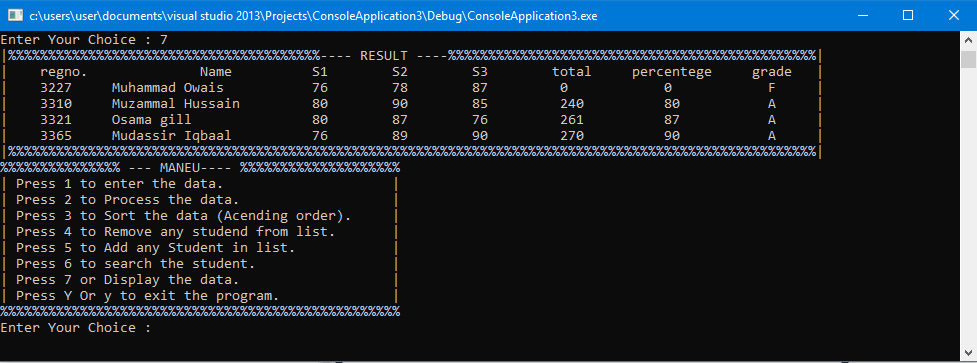 c:\users\user\documents\visual studio 2013\Projects\ConsoleApplication3\Debug\ConsoleApplication3.exe
Enter Your Choice : 7
|%%%%%%%%%%%%%%%%%%%%%%%%%%%%%%%%%%%%%%%---- RESULT ----%%%%%%%%%%%%%%%%%%%%%%%%%%%%%%%%%%%%%%%%%%%%%%|
| regno. Name S1 S2 S3 total percentege grade |
| 3227 Muhammad Owais 76 78 87 0 0 F |
| 3310 Muzammal Hussain 80 90 85 240 80 A |
| 3321 Osama gill 80 87 76 261 87 A |
| 3365 Mudassir Iqbaal 76 89 90 270 90 A |
|%%%%%%%%%%%%%%%%%%%%%%%%%%%%%%%%%%%%%%%%%%%%%%%%%%%%%%%%%%%%%%%%%%%%%%%%%%%%%%%%%%%%%%%%%%%%%%%%%%%%%%%|
%%%%%%%%%%%%%%% --- MANEU---- %%%%%%%%%%%%%%%%%%%%
| Press 1 to enter the data. |
| Press 2 to Process the data. |
| Press 3 to Sort the data (Acending order). |
| Press 4 to Remove any studend from list. |
| Press 5 to Add any Student in list. |
| Press 6 to search the student. |
| Press 7 or Display the data. |
| Press Y Or y to exit the program. |
%%%%%%%%%%%%%%%%%%%%%%%%%%%%%%%%%%%%%%%%%%%%%%%%%%
Enter Your Choice :